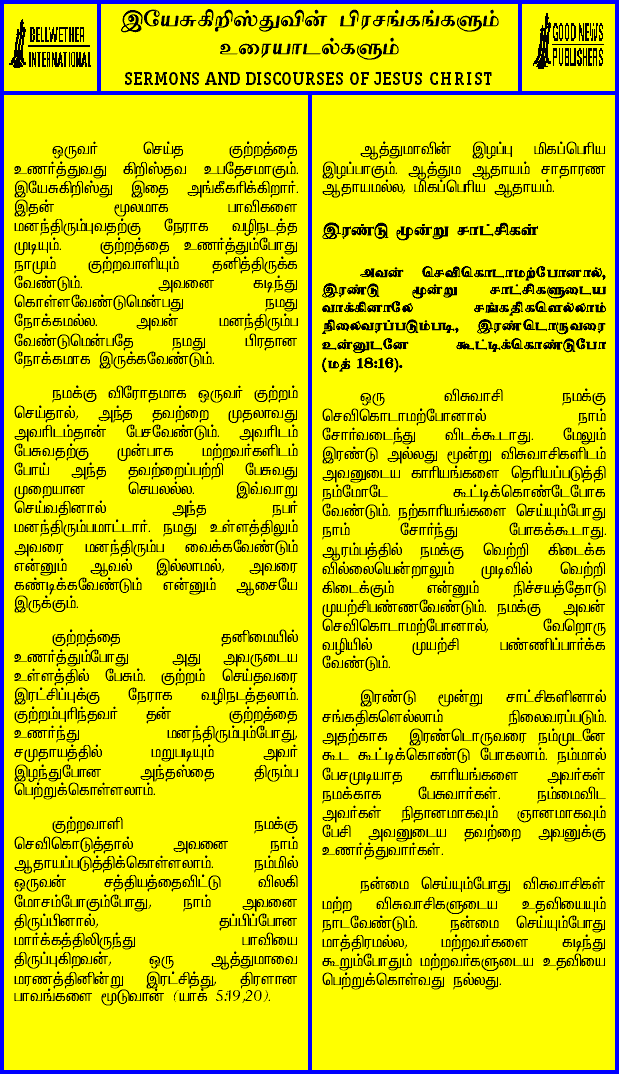 BELLWETHER
INTERNATIONAL
இயேசுகிறிஸ்துவின் பிரசங்கங்களும்
உரையாடல்களும்
SERMONS AND DISCOURSES OF JESUS CHRIST
GOOD NEWS
PUBLISHERS
ஒருவர் செய்த குற்றத்தை
உணர்த்துவது கிறிஸ்தவ உபதேசமாகும்.
இயேசுகிறிஸ்து இதை அங்கீகரிக்கிறார்.
இதன் மூலமாக பாவிகளை
மனந்திரும்புவதற்கு நேராக வழிநடத்த
முடியும். குற்றத்தை உணர்த்தும்போது
நாமும் குற்றவாளியும் தனித்திருக்க
வேண்டும். அவனை கடிந்து
கொள்ளவேண்டுமென்பது நமது
நோக்கமல்ல. அவன் மனந்திரும்ப
வேண்டுமென்பதே நமது பிரதான
நோக்கமாக இருக்கவேண்டும்.
நமக்கு விரோதமாக ஒருவர் குற்றம்
செய்தால், அந்த தவற்றை முதலாவது
அவரிடம்தான் பேசவேண்டும். அவரிடம்
பேசுவதற்கு முன்பாக மற்றவர்களிடம்
போய் அந்த தவற்றைப்பற்றி பேசுவது
முறையான செயலல்ல. இவ்வாறு
செய்வதினால் அந்த நபர்
மனந்திரும்பமாட்டார். நமது உள்ளத்திலும்
அவரை மனந்திரும்ப வைக்கவேண்டும்
என்னும் ஆவல் இல்லாமல், அவரை
கண்டிக்கவேண்டும் என்னும் ஆசையே
இருக்கும்.
குற்றத்தை தனிமையில்
உணர்த்தும்போது அது அவருடைய
உள்ளத்தில் பேசும். குற்றம் செய்தவரை
இரட்சிப்புக்கு நேராக வழிநடத்தலாம்.
குற்றம்புரிந்தவர் தன் குற்றத்தை
உணர்ந்து மனந்திரும்பும்போது,
சமுதாயத்தில் மறுபடியும் அவர்
இழந்துபோன அந்தஸ்தை திரும்ப
பெற்றுக்கொள்ளலாம்.
குற்றவாளி நமக்கு
செவிகொடுத்தால் அவனை நாம்
ஆதாயப்படுத்திக்கொள்ளலாம். நம்மில்
ஒருவன் சத்தியத்தைவிட்டு விலகி
மோசம்போகும்போது, நாம் அவனை
திருப்பினால், தப்பிப்போன
மார்க்கத்திலிருந்து பாவியை
திருப்புகிறவன், ஒரு ஆத்துமாவை
மரணத்தினின்று இரட்சித்து, திரளான
பாவங்களை மூடுவான் (யாக் 5:19,20).
ஆத்துமாவின் இழப்பு மிகப்பெரிய
இழப்பாகும். ஆத்தும ஆதாயம் சாதாரண
ஆதாயமல்ல, மிகப்பெரிய ஆதாயம்.
இரண்டு மூன்று சாட்சிகள்
அவன் செவிகொடாமற்போனால்,
இரண்டு மூன்று சாட்சிகளுடைய
வாக்கினாலே சங்கதிகளெல்லாம்
நிலைவரப்படும்படி, இரண்டொருவரை
உன்னுடனே கூட்டிக்கொண்டுபோ
(மத் 18:16).
ஒரு விசுவாசி நமக்கு
செவிகொடாமற்போனால் நாம்
சோர்வடைந்து விடக்கூடாது. மேலும்
இரண்டு அல்லது மூன்று விசுவாசிகளிடம்
அவனுடைய காரியங்களை தெரியப்படுத்தி
நம்மோடே கூட்டிக்கொண்டேபோக
வேண்டும். நற்காரியங்களை செய்யும்போது
நாம் சோர்ந்து போகக்கூடாது.
ஆரம்பத்தில் நமக்கு வெற்றி கிடைக்க
வில்லையென்றாலும் முடிவில் வெற்றி
கிடைக்கும் என்னும் நிச்சயத்தோடு
முயற்சிபண்ணவேண்டும். நமக்கு அவன்
செவிகொடாமற்போனால், வேறொரு
வழியில் முயற்சி பண்ணிப்பார்க்க
வேண்டும்.
இரண்டு மூன்று சாட்சிகளினால்
சங்கதிகளெல்லாம் நிலைவரப்படும்.
அதற்காக இரண்டொருவரை நம்முடனே
கூட கூட்டிக்கொண்டு போகலாம். நம்மால்
பேசமுடியாத காரியங்களை அவர்கள்
நமக்காக பேசுவார்கள். நம்மைவிட
அவர்கள் நிதானமாகவும் ஞானமாகவும்
பேசி அவனுடைய தவற்றை அவனுக்கு
உணர்த்துவார்கள்.
நன்மை செய்யும்போது விசுவாசிகள்
மற்ற விசுவாசிகளுடைய உதவியையும்
நாடவேண்டும். நன்மை செய்யும்போது
மாத்திரமல்ல, மற்றவர்களை கடிந்து
கூறும்போதும் மற்றவர்களுடைய உதவியை
பெற்றுக்கொள்வது நல்லது.